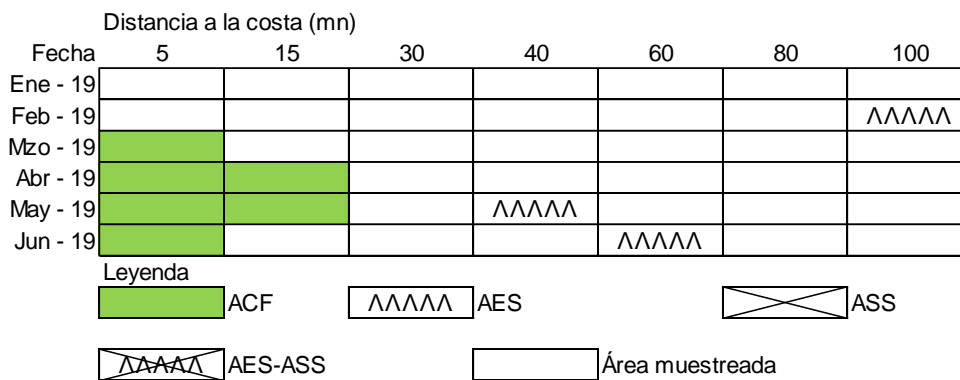 Distancia a la costa (mn)
Fecha 5 15 30 40 60 80 100
Ene - 19
Feb - 19 ΛΛΛΛΛ
Mzo - 19
Abr - 19
May - 19 ΛΛΛΛΛ
Jun - 19 ΛΛΛΛΛ
Leyenda
ACF ΛΛΛΛΛ AES ASS
ΛΛΛΛΛ AES-ASS Área muestreada